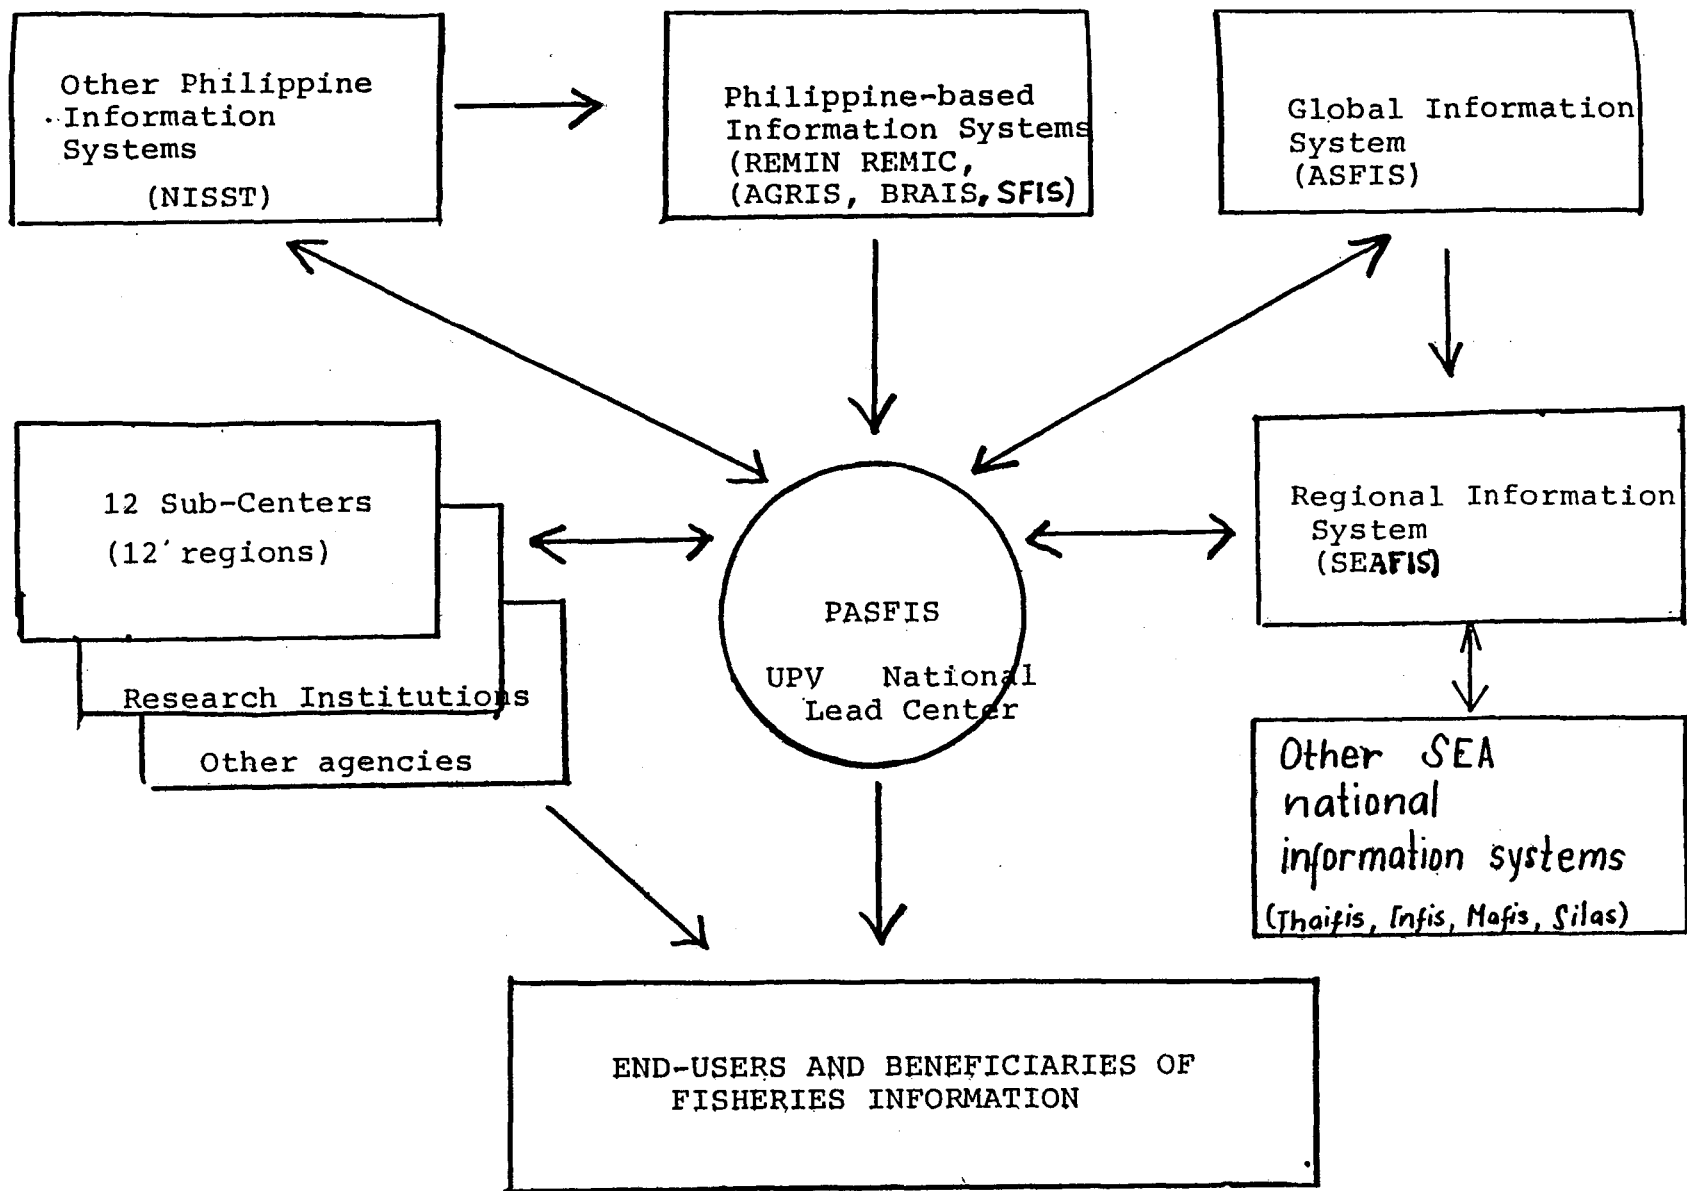 Other Philippine
Information
Systems
(NISST)
Philippine-based
Information Systems
(REMIN REMIC,
(AGRIS, BRAIS, SFIS)
Global Information
System
(ASFIS)
12 Sub-Centers
(12 regions)
Research Institutions
Other agencies
PASFIS
UPV National
Lead Center
Regional Information
System
(SEAFIS)
Other SEA
national
information systems
(Thaifis, Infis, Mafis, Silas)
END-USERS AND BENEFICIARIES OF
FISHERIES INFORMATION